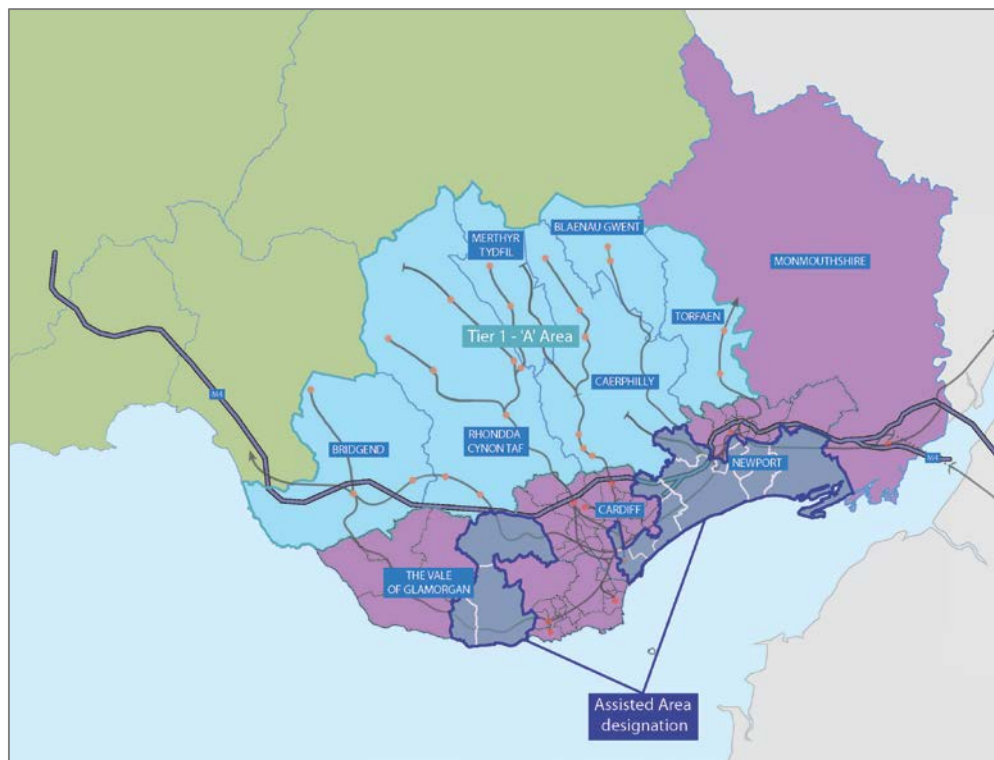 BLAENAU GWENT
MERTHYR
TYDFIL
MONMOUTHSHIRE
TORFAEN
Tier 1 - 'A' Area
CAERPHILLY
M4
RHONDDA
CYNON TAF
BRIDGEND
NEWPORT
M4
CARDIFF
THE VALE
OF GLAMORGAN
Assisted Area
designation